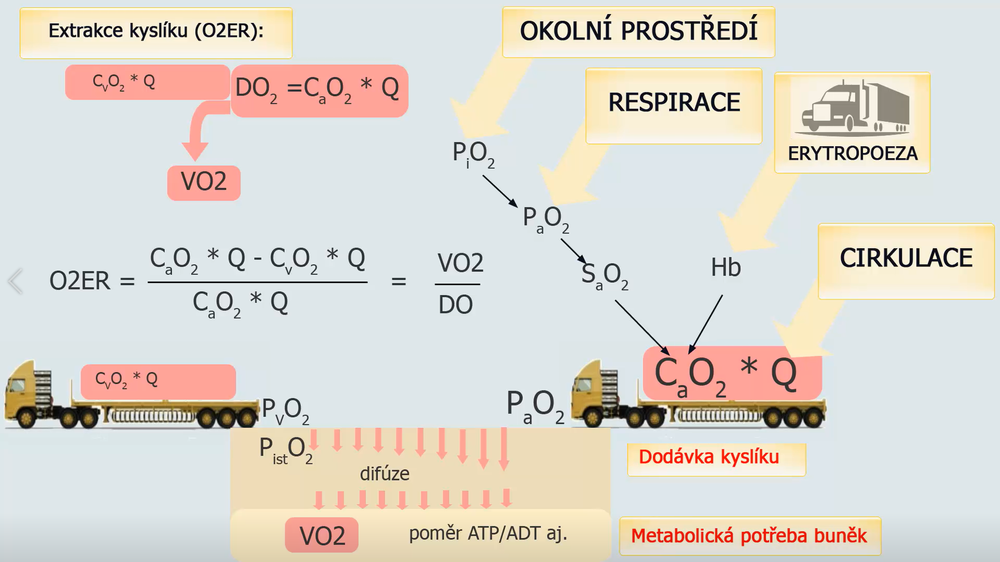 Extrakce kyslíku (O2ER):
OKOLNÍ PROSTŘEDÍ
CvO2 * Q
DO2 =CaO2 * Q
RESPIRACE
ERYTROPOEZA
PiO2
VO2
PaO2
CaO2 * Q - CvO2 * Q
O2ER =
CaO2 * Q
=
VO2
DO
SaO2
Hb
CIRKULACE
CvO2 * Q
PvO2
PaO2
CaO2 * Q
PistO2
difúze
Dodávka kyslíku
VO2
poměr ATP/ADT aj.
Metabolická potřeba buněk